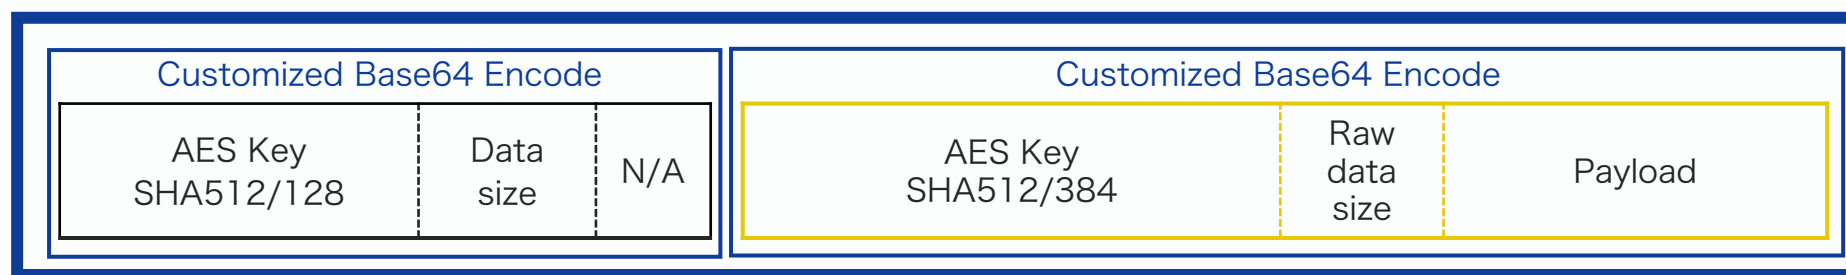 Customized Base64 Encode
AES Key
SHA512/128
Data
size
N/A
Customized Base64 Encode
AES Key
SHA512/384
Raw
data
size
Payload